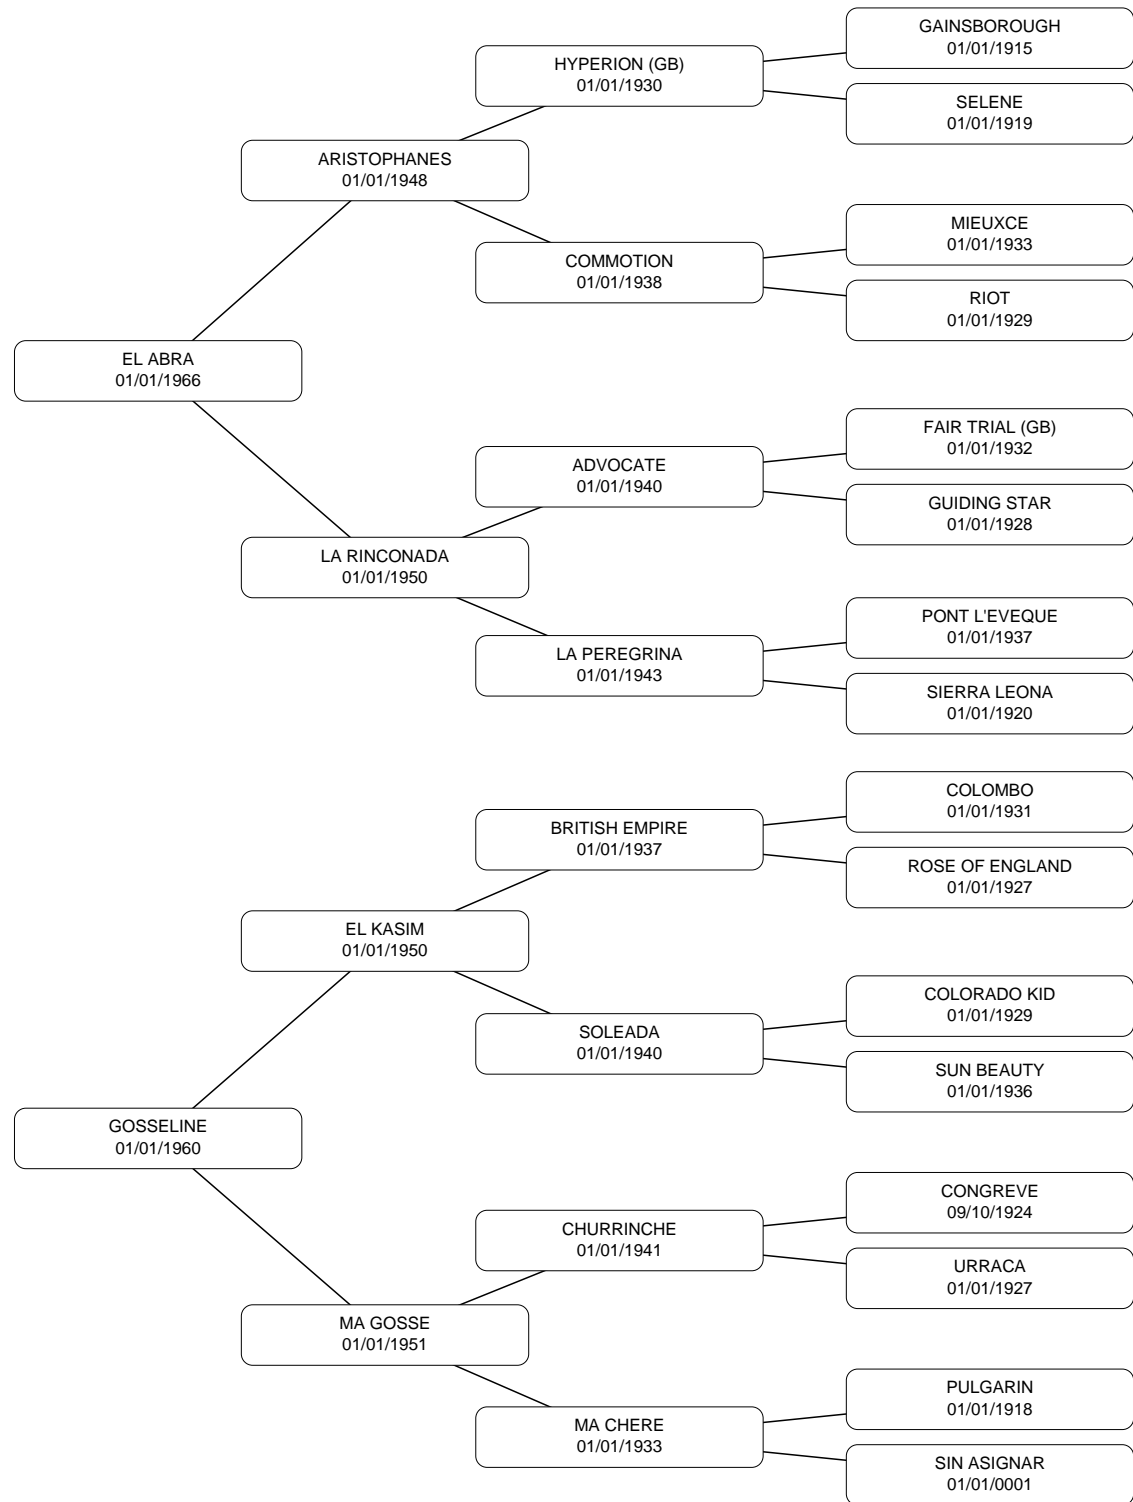 GAINSBOROUGH
01/01/1915
HYPERION (GB)
01/01/1930
SELENE
01/01/1919
ARISTOPHANES
01/01/1948
MIEUXCE
01/01/1933
COMMOTION
01/01/1938
RIOT
01/01/1929
EL ABRA
01/01/1966
FAIR TRIAL (GB)
01/01/1932
ADVOCATE
01/01/1940
GUIDING STAR
01/01/1928
LA RINCONADA
01/01/1950
PONT L'EVEQUE
01/01/1937
LA PEREGRINA
01/01/1943
SIERRA LEONA
01/01/1920
COLOMBO
01/01/1931
BRITISH EMPIRE
01/01/1937
ROSE OF ENGLAND
01/01/1927
EL KASIM
01/01/1950
COLORADO KID
01/01/1929
SOLEADA
01/01/1940
SUN BEAUTY
01/01/1936
GOSSELINE
01/01/1960
CONGREVE
09/10/1924
CHURRINCHE
01/01/1941
URRACA
01/01/1927
MA GOSSE
01/01/1951
PULGARIN
01/01/1918
MA CHERE
01/01/1933
SIN ASIGNAR
01/01/0001